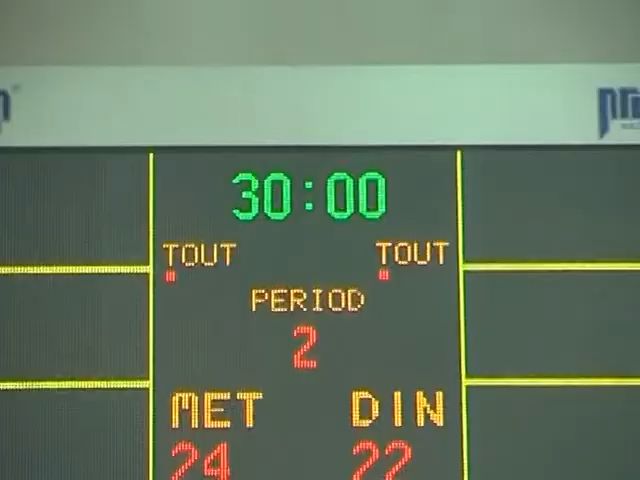 30:00
TOUT TOUT
PERIOD
2
MET DIN
24 22